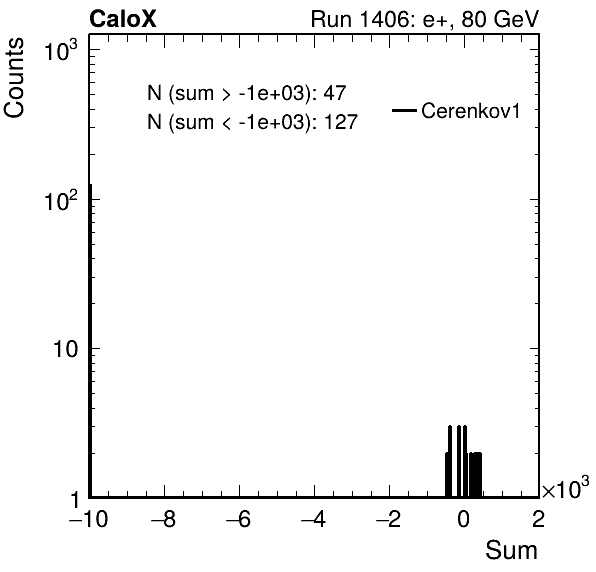 CaloX Run 1406: e+, 80 GeV
Counts
10³
N (sum > -1e+03): 47
N (sum < -1e+03): 127
Cerenkov1
10²
10
1
−10 −8 −6 −4 −2 0 2
×10³
Sum